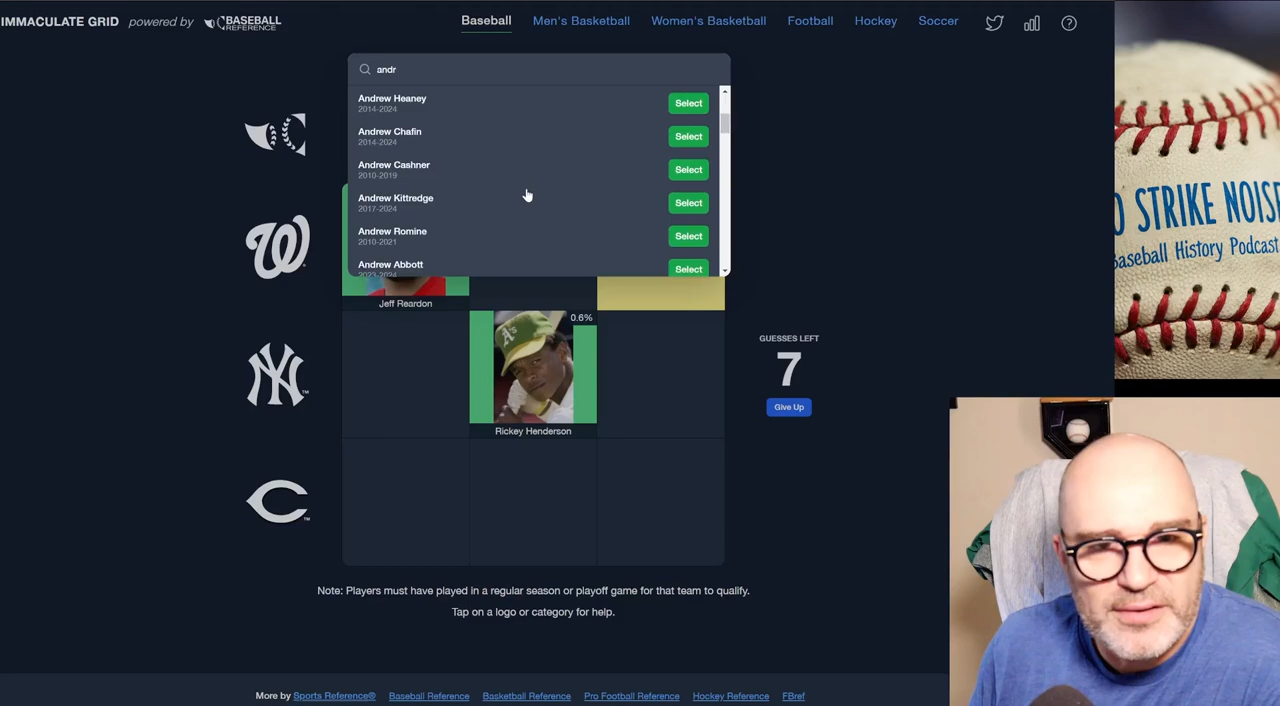 IMMACULATE GRID powered by BASEBALL REFERENCE
Baseball Men's Basketball Women's Basketball Football Hockey Soccer
andr
Andrew Heaney Select
2014-2024
Andrew Chafin Select
2014-2024
Andrew Cashner Select
2010-2019
Andrew Kittredge Select
2017-2024
Andrew Romine Select
2010-2021
Andrew Abbott Select
2023-2024
Jeff Reardon
0.6%
Rickey Henderson
GUESSES LEFT
7
Give Up
Note: Players must have played in a regular season or playoff game for that team to qualify.
Tap on a logo or category for help.
More by Sports Reference® Baseball Reference Basketball Reference Pro Football Reference Hockey Reference FBref
STRIKE NOISE
Baseball History Podcast